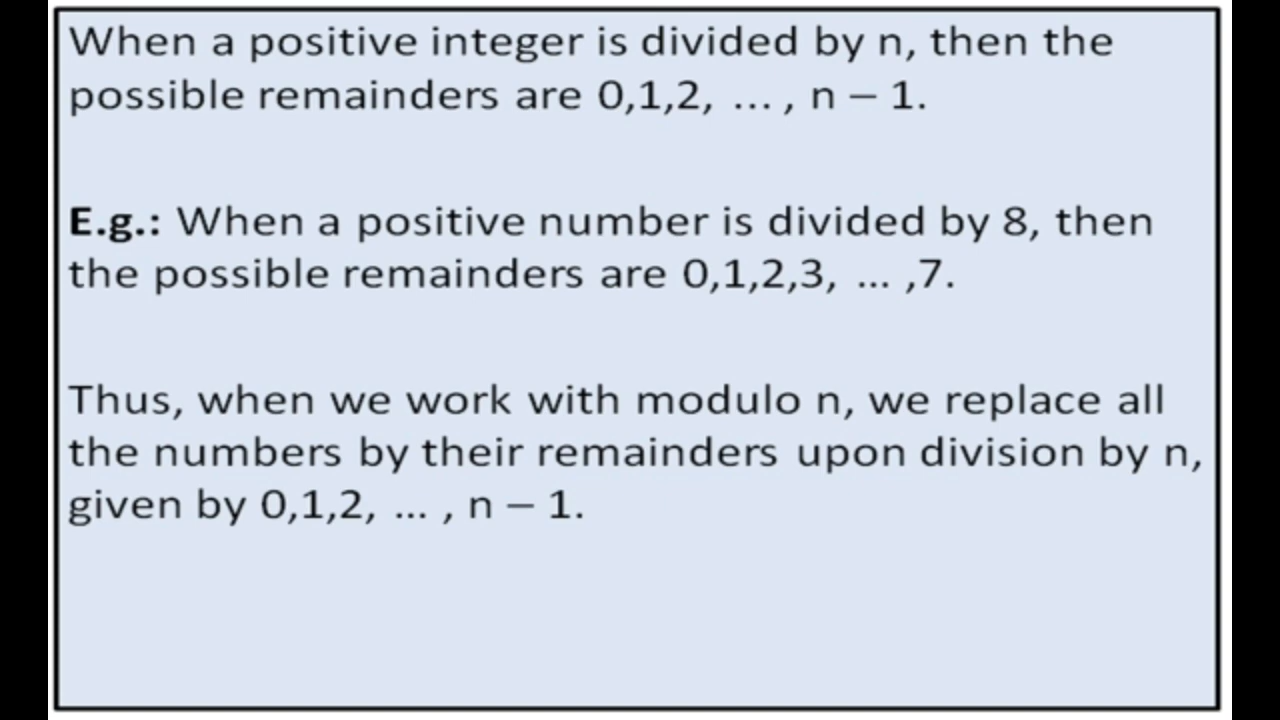 When a positive integer is divided by n, then the
possible remainders are 0,1,2, ... , n – 1.
E.g.: When a positive number is divided by 8, then
the possible remainders are 0,1,2,3, ... ,7.
Thus, when we work with modulo n, we replace all
the numbers by their remainders upon division by n,
given by 0,1,2, ... , n – 1.